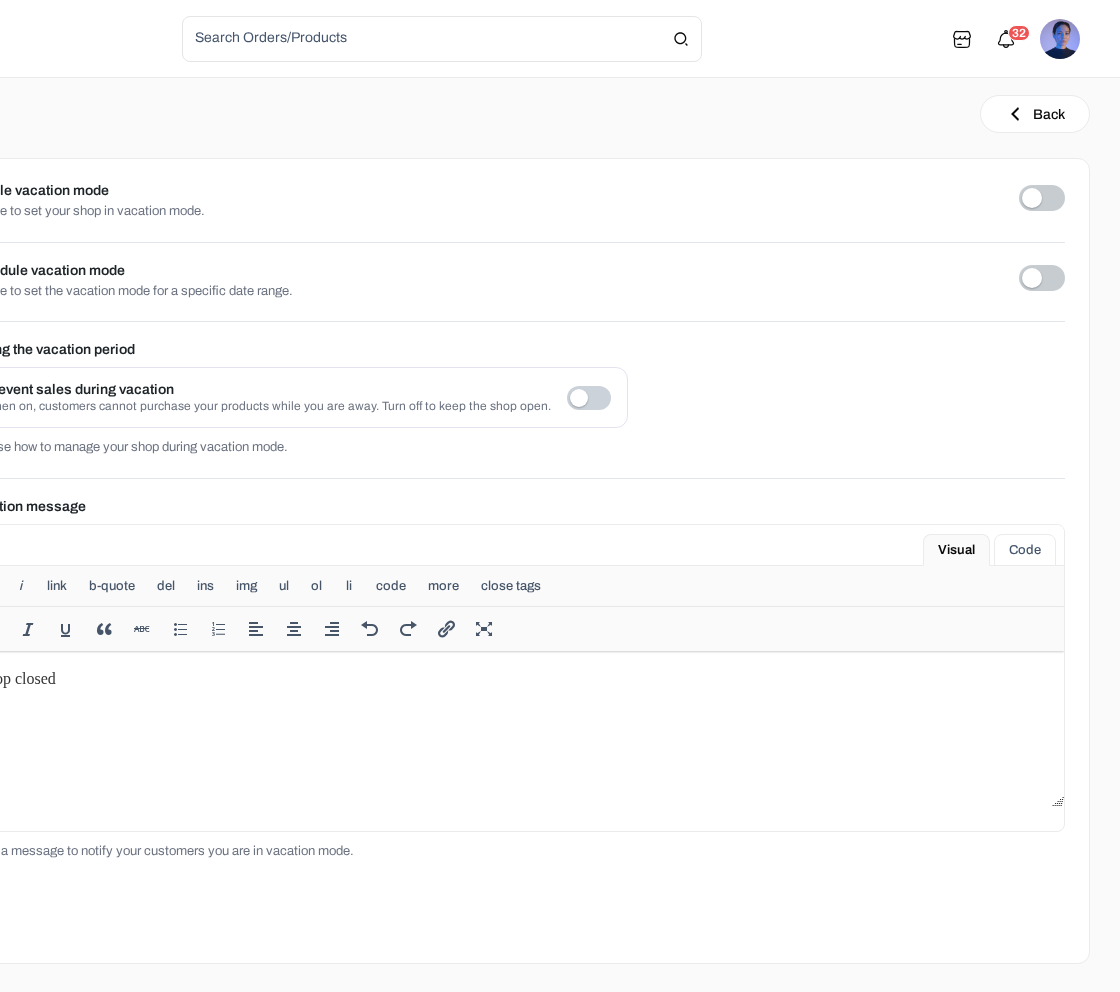 Search Orders/Products
32
Back
le vacation mode
e to set your shop in vacation mode.
dule vacation mode
e to set the vacation mode for a specific date range.
ng the vacation period
event sales during vacation
hen on, customers cannot purchase your products while you are away. Turn off to keep the shop open.
se how to manage your shop during vacation mode.
tion message
Visual Code
i link b-quote del ins img ul ol li code more close tags
I U ABC
op closed
a message to notify your customers you are in vacation mode.